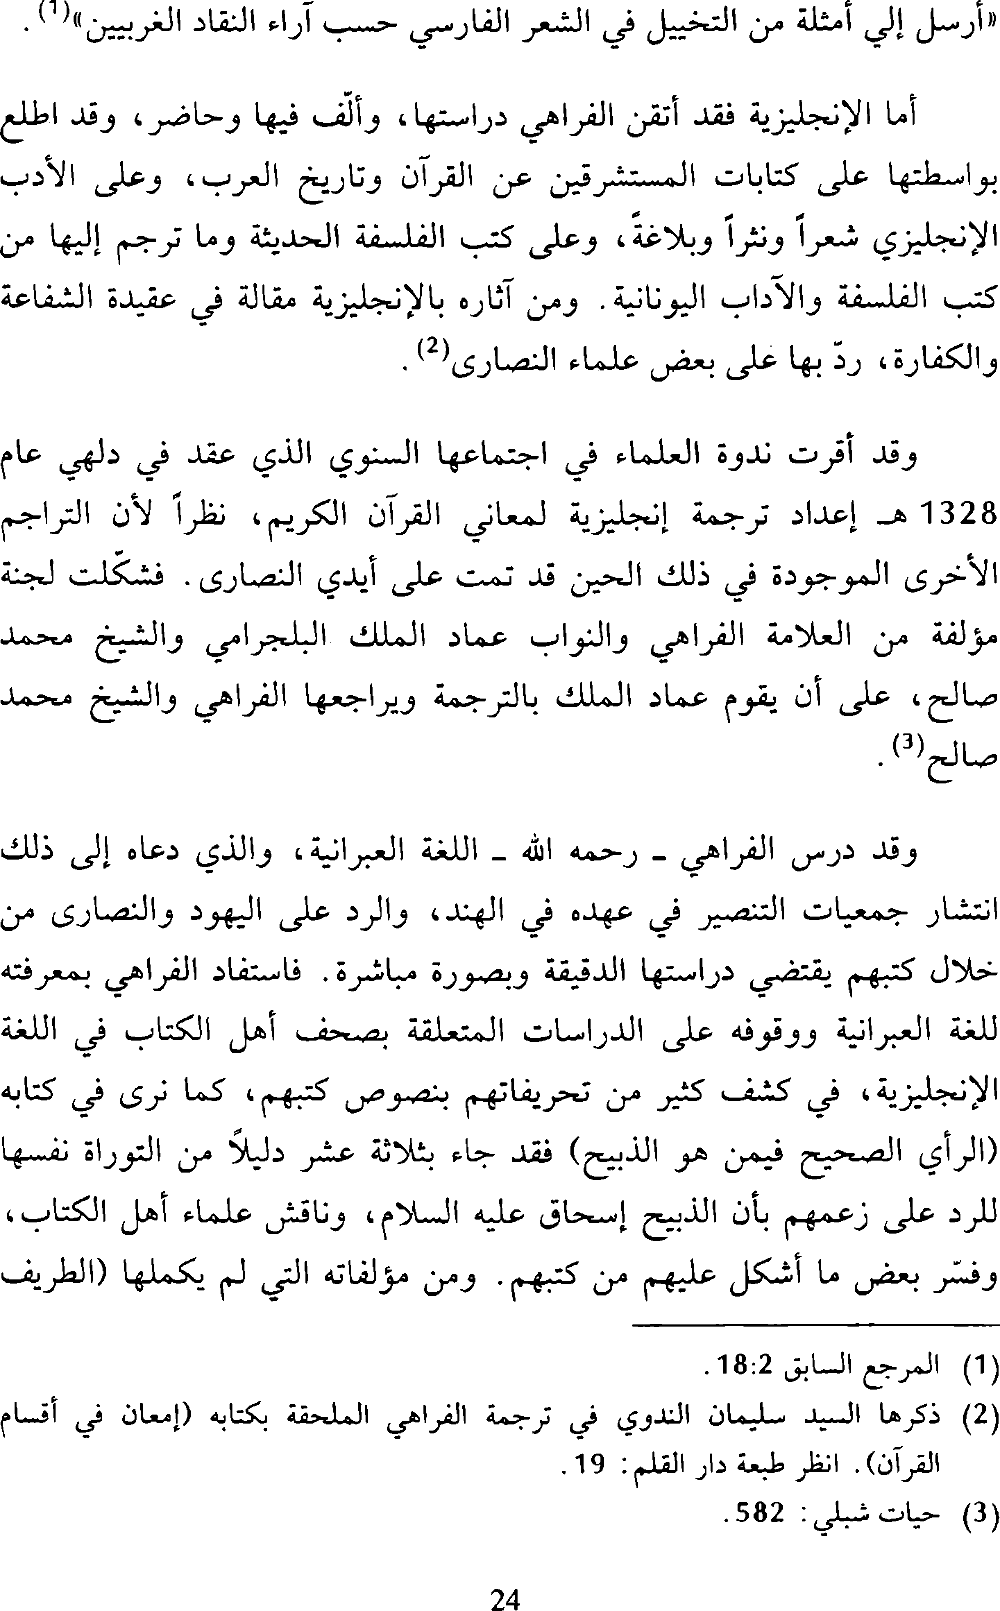 «أرسل إلي أمثلة من التخييل في الشعر الفارسي حسب آراء النقاد الغربيين»(1).
أما الإنجليزية فقد أتقن الفراهي دراستها، وألّف فيها وحاضر، وقد اطلع
بواسطتها على كتابات المستشرقين عن القرآن وتاريخ العرب، وعلى الأدب
الإنجليزي شعراً ونثراً وبلاغةً، وعلى كتب الفلسفة الحديثة وما ترجم إليها من
كتب الفلسفة والآداب اليونانية. ومن آثاره بالإنجليزية مقالة في عقيدة الشفاعة
والكفارة، ردّ بها على بعض علماء النصارى(2).
وقد أقرت ندوة العلماء في اجتماعها السنوي الذي عقد في دلهي عام
1328 هـ إعداد ترجمة إنجليزية لمعاني القرآن الكريم، نظراً لأن التراجم
الأخرى الموجودة في ذلك الحين قد تمت على أيدي النصارى. فشكّلت لجنة
مؤلفة من العلامة الفراهي والنواب عماد الملك البلجرامي والشيخ محمد
صالح، على أن يقوم عماد الملك بالترجمة ويراجعها الفراهي والشيخ محمد
صالح(3).
وقد درس الفراهي - رحمه الله - اللغة العبرانية، والذي دعاه إلى ذلك
انتشار جمعيات التنصير في عهده في الهند، والرد على اليهود والنصارى من
خلال كتبهم يقتضي دراستها الدقيقة وبصورة مباشرة. فاستفاد الفراهي بمعرفته
للغة العبرانية ووقوفه على الدراسات المتعلقة بصحف أهل الكتاب في اللغة
الإنجليزية، في كشف كثير من تحريفاتهم بنصوص كتبهم، كما نرى في كتابه
(الرأي الصحيح فيمن هو الذبيح) فقد جاء بثلاثة عشر دليلاً من التوراة نفسها
للرد على زعمهم بأن الذبيح إسحاق عليه السلام، وناقش علماء أهل الكتاب،
وفسّر بعض ما أشكل عليهم من كتبهم. ومن مؤلفاته التي لم يكملها (الطريف
(1) المرجع السابق 18:2.
(2) ذكرها السيد سليمان الندوي في ترجمة الفراهي الملحقة بكتابه (إمعان في أقسام
القرآن). انظر طبعة دار القلم: 19.
(3) حيات شبلي: 582.
24